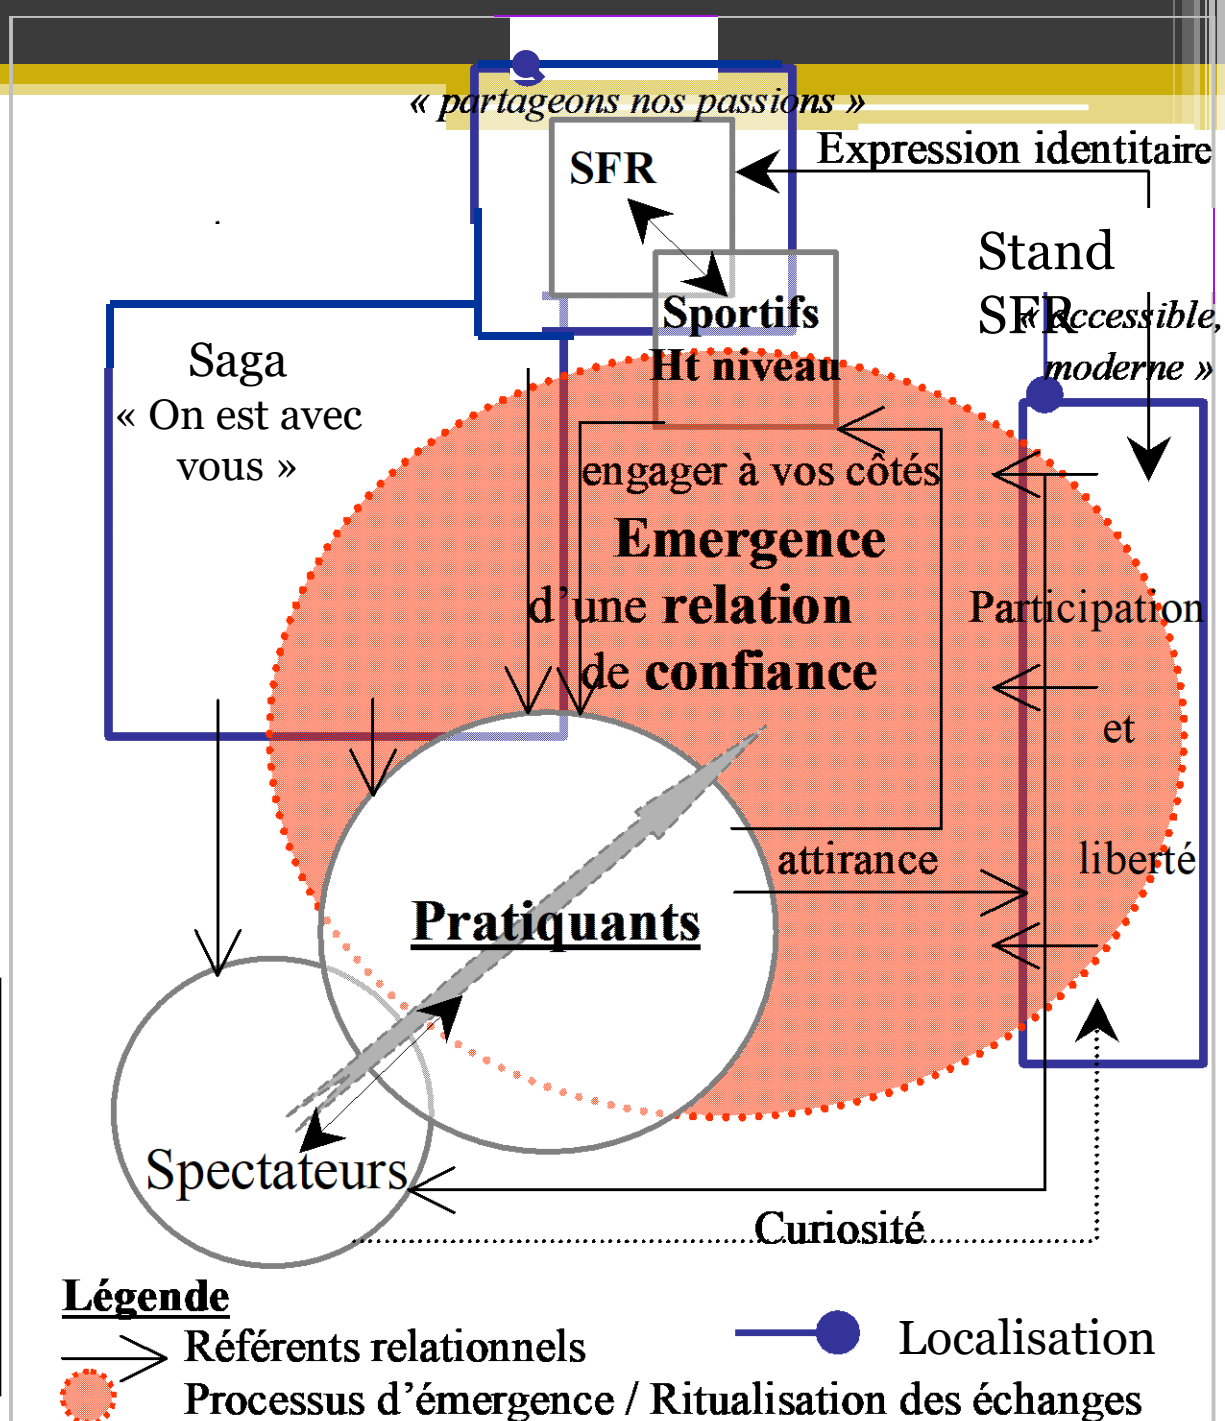 « partageons nos passions »
SFR
Expression identitaire
Stand
SFR
« accessible,
moderne »
Sportifs
Ht niveau
Saga
« On est avec
vous »
engager à vos côtés
Emergence
d’une relation
de confiance
Participation
et
liberté
attirance
Pratiquants
Spectateurs
Curiosité
Légende
Référents relationnels
Localisation
Processus d’émergence / Ritualisation des échanges